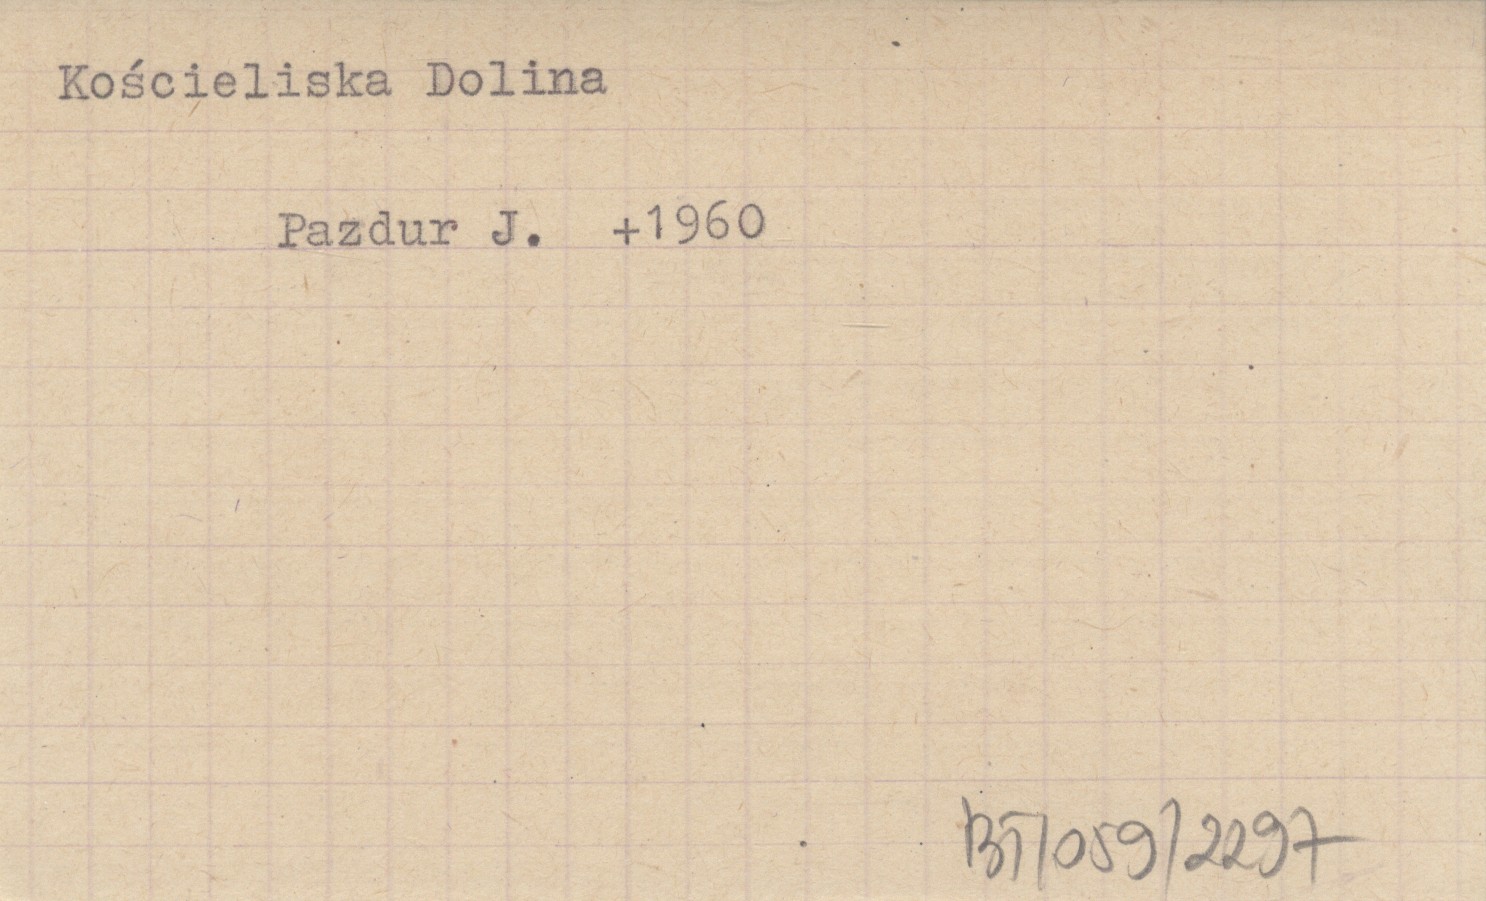 Kościeliska Dolina
Pazdur J. +1960
BT/059/2297